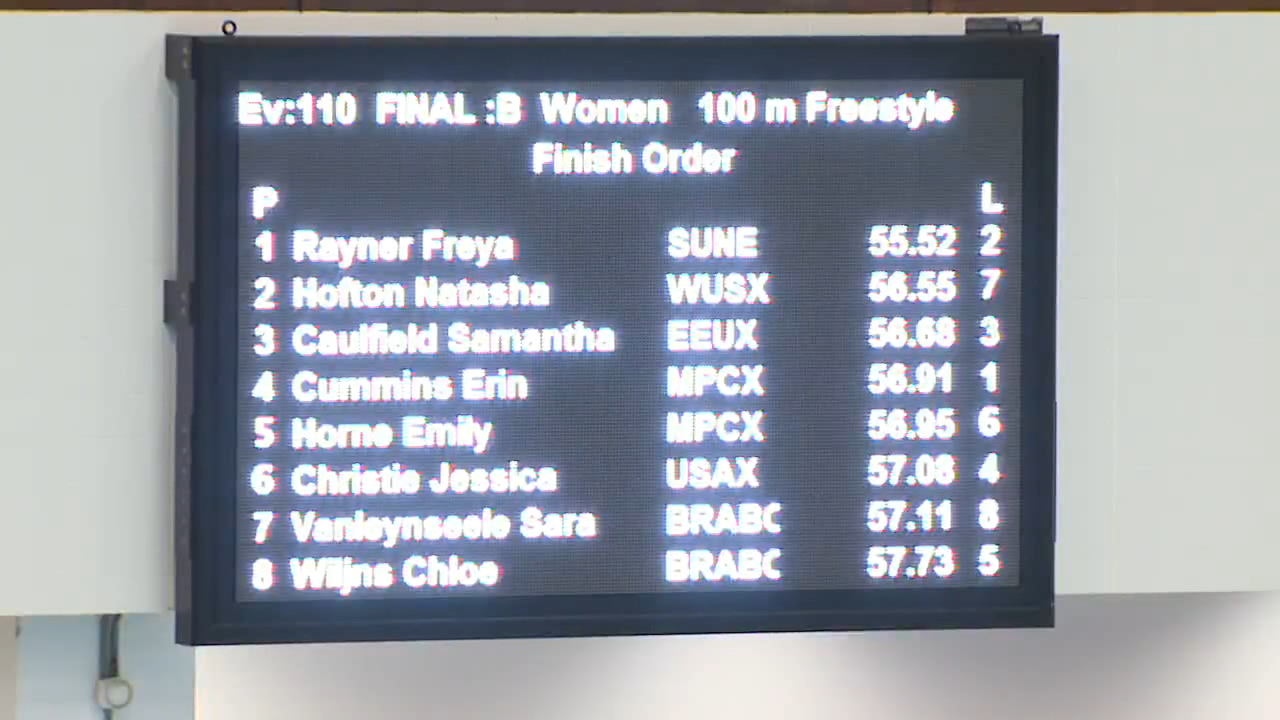 Ev:110 FINAL :B Women 100 m Freestyle
Finish Order
P L
1 Rayner Freya SUNE 55.52 2
2 Hofton Natasha WUSX 56.55 7
3 Caulfield Samantha EEUX 56.68 3
4 Cummins Erin MPCX 56.91 1
5 Horne Emily MPCX 56.95 6
6 Christie Jessica USAX 57.08 4
7 Vanleynseele Sara BRABC 57.11 8
8 Wiljns Chloe BRABC 57.73 5